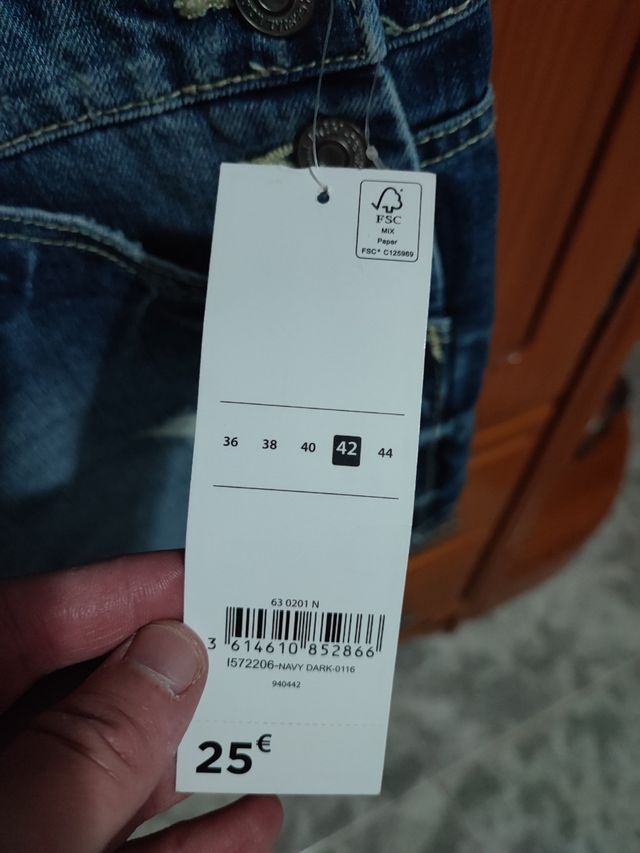 FSC
MIX
Paper
FSC® C125969
36 38 40 42 44
63 0201 N
3 614610 852866
I572206-NAVY DARK-0116
940442
25€